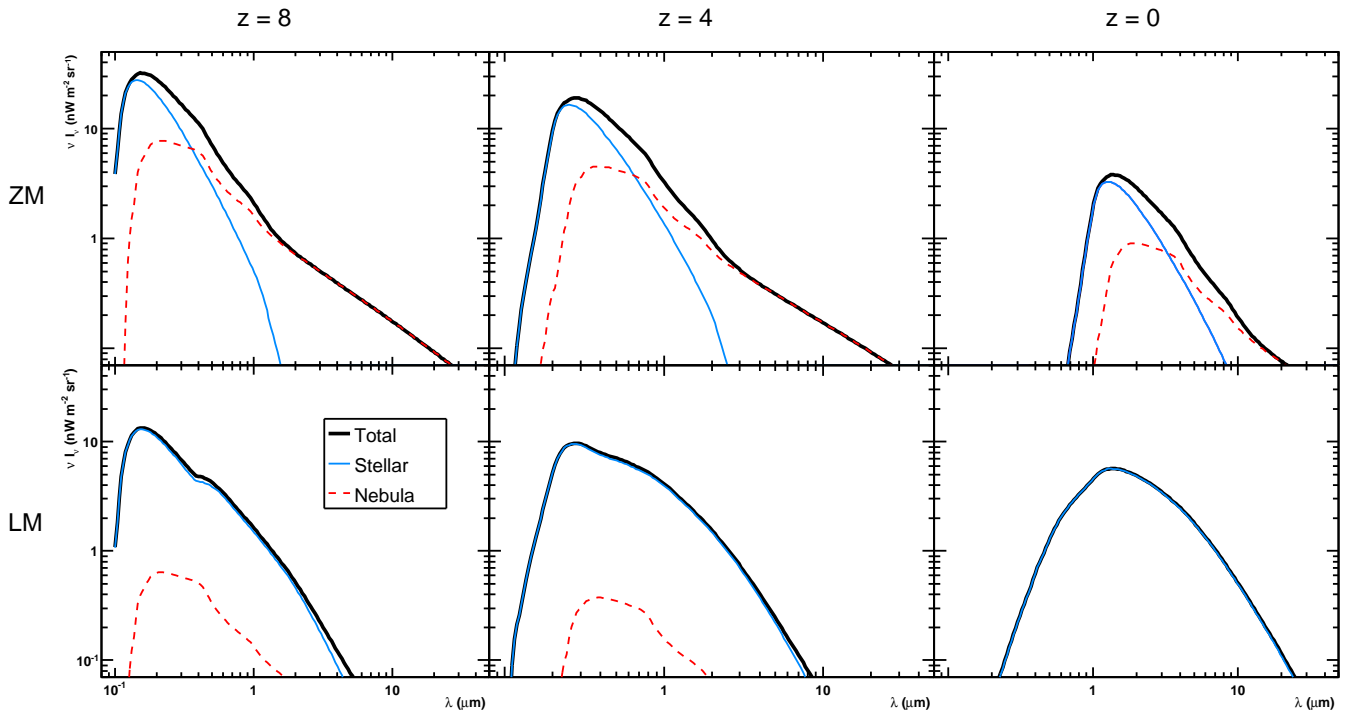 z = 8
z = 4
z = 0
ZM
ν I_ν (nW m⁻² sr⁻¹)
10
1
LM
ν I_ν (nW m⁻² sr⁻¹)
10
1
10⁻¹
Total
Stellar
Nebula
10⁻¹
1
10
λ (μm)
1
10
λ (μm)
1
10
λ (μm)